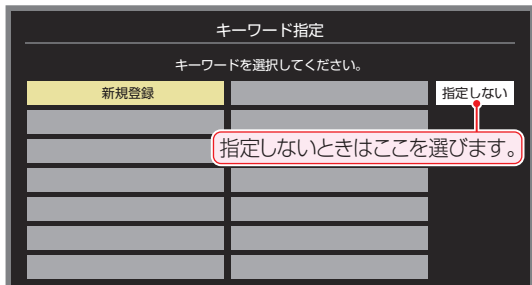 キーワード指定
キーワードを選択してください。
新規登録
指定しない
指定しないときはここを選びます。